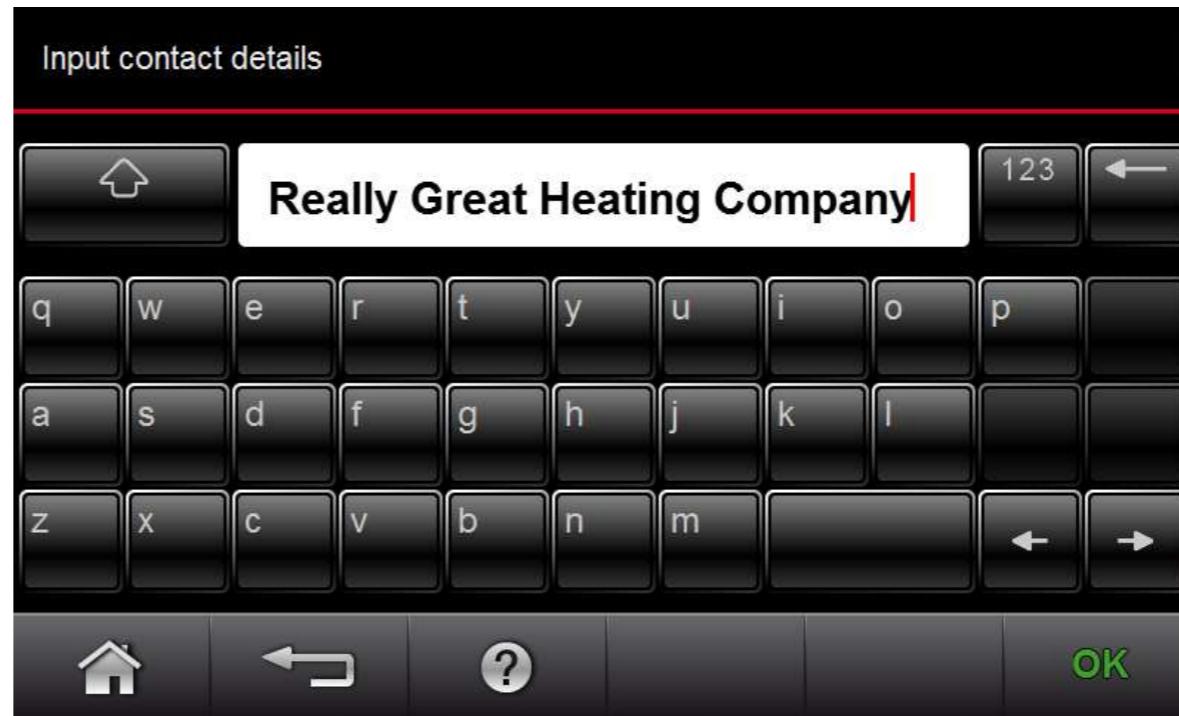 Input contact details
Really Great Heating Company 123
q w e r t y u i o p
a s d f g h j k l
z x c v b n m
? OK